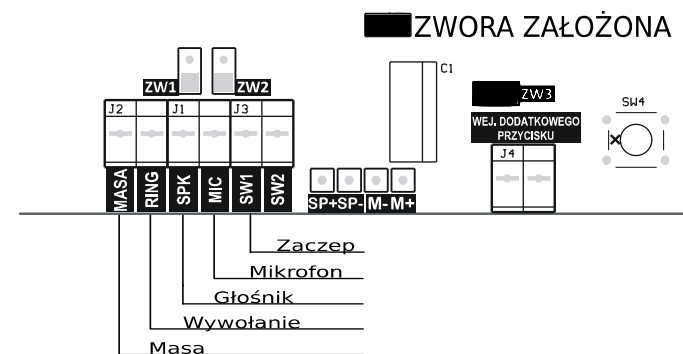 ZWORA ZAŁOŻONA
C1
ZW1 ZW2
ZW3
SW4
WEJ. DODATKOWEGO
PRZYCISKU
J2 J1 J3
J4
MASA RING SPK MIC SW1 SW2
SP+ SP- M- M+
Zaczep
Mikrofon
Głośnik
Wywołanie
Masa